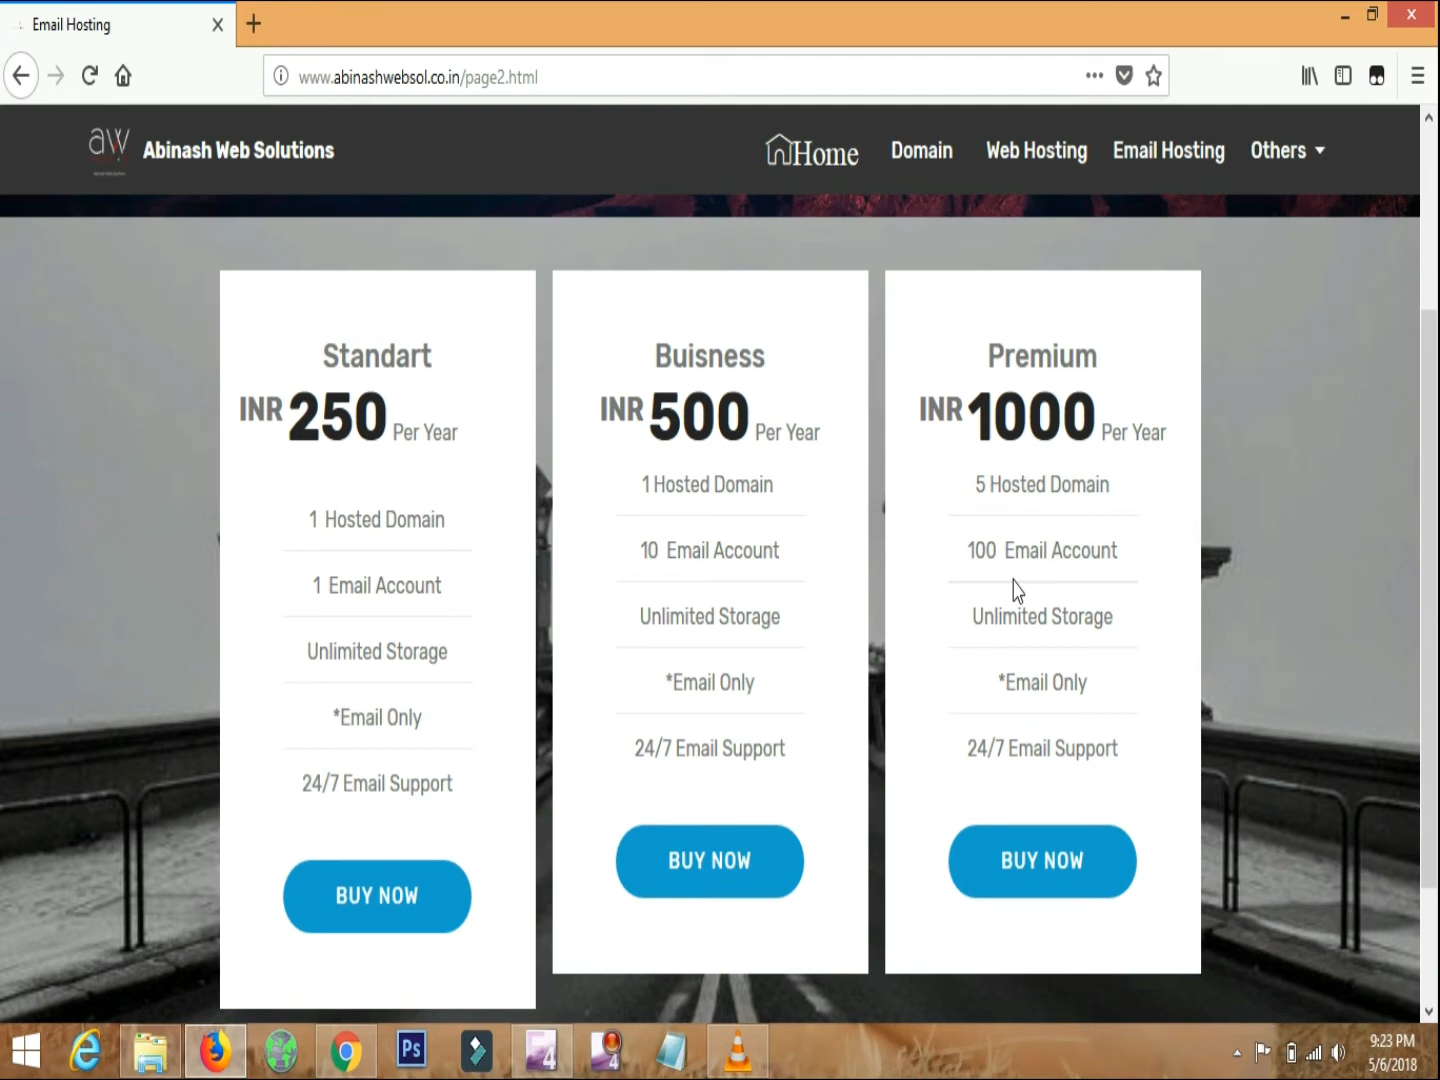 Email Hosting
www.abinashwebsol.co.in/page2.html
aw
Abinash Web Solutions
Home
Domain
Web Hosting
Email Hosting
Others
Standart
INR 250 Per Year
1 Hosted Domain
1 Email Account
Unlimited Storage
*Email Only
24/7 Email Support
BUY NOW
Buisness
INR 500 Per Year
1 Hosted Domain
10 Email Account
Unlimited Storage
*Email Only
24/7 Email Support
BUY NOW
Premium
INR 1000 Per Year
5 Hosted Domain
100 Email Account
Unlimited Storage
*Email Only
24/7 Email Support
BUY NOW
Ps
4
4
9:23 PM
5/6/2018